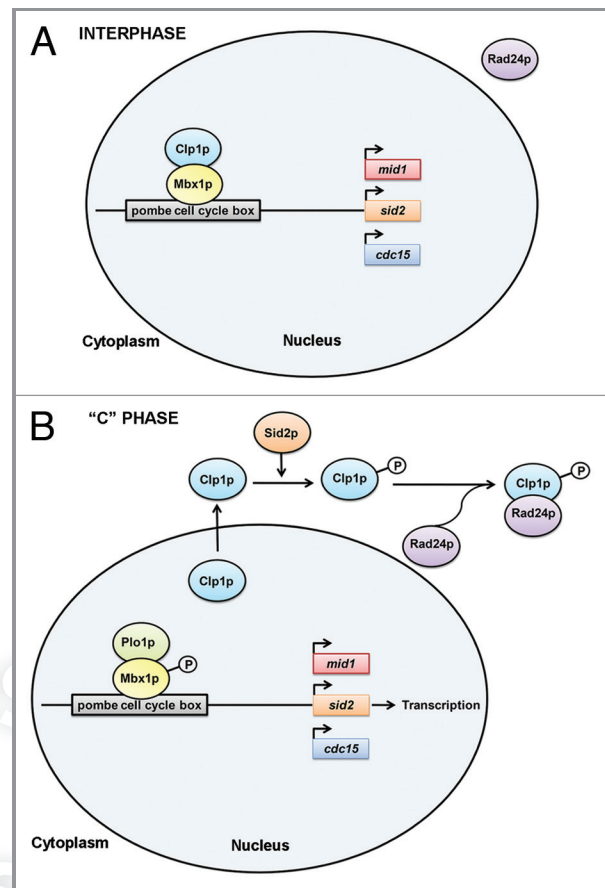 A
INTERPHASE
Rad24p
Clp1p
Mbx1p
mid1
pombe cell cycle box
sid2
cdc15
Cytoplasm
Nucleus
B
“C” PHASE
Sid2p
Clp1p
Clp1p
P
Clp1p
P
Rad24p
Rad24p
Clp1p
Plo1p
Mbx1p
P
mid1
pombe cell cycle box
sid2
Transcription
cdc15
Cytoplasm
Nucleus